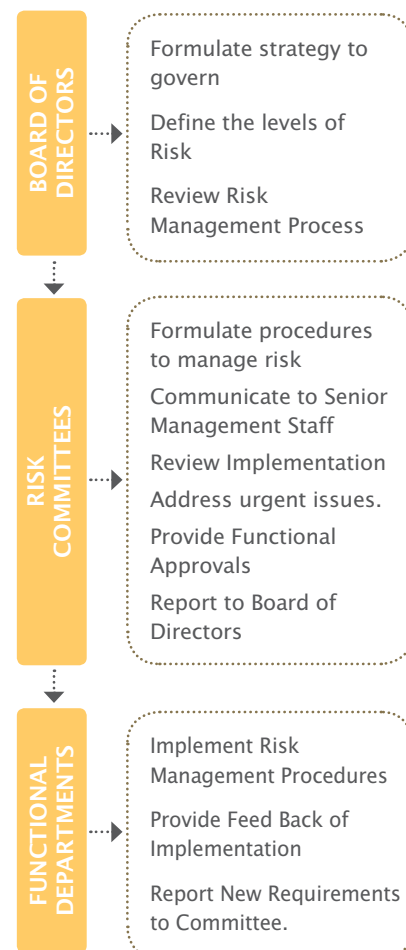 BOARD OF
DIRECTORS
Formulate strategy to
govern
Define the levels of
Risk
Review Risk
Management Process
RISK
COMMITTEES
Formulate procedures
to manage risk
Communicate to Senior
Management Staff
Review Implementation
Address urgent issues.
Provide Functional
Approvals
Report to Board of
Directors
FUNCTIONAL
DEPARTMENTS
Implement Risk
Management Procedures
Provide Feed Back of
Implementation
Report New Requirements
to Committee.